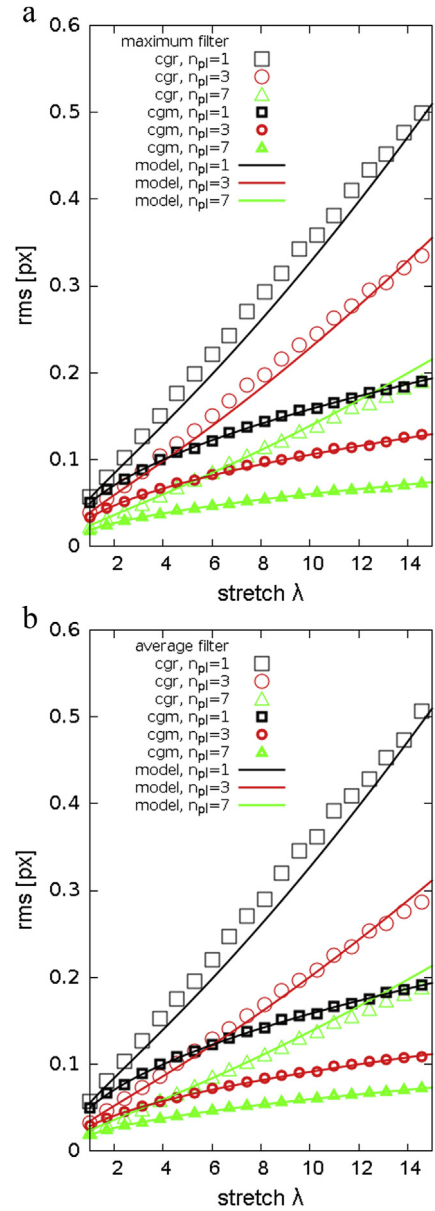 a
0.6
0.5
0.4
0.3
0.2
0.1
0
rms [px]
maximum filter
cgr, n_pl=1
cgr, n_pl=3
cgr, n_pl=7
cgm, n_pl=1
cgm, n_pl=3
cgm, n_pl=7
model, n_pl=1
model, n_pl=3
model, n_pl=7
2 4 6 8 10 12 14
stretch λ
b
0.6
0.5
0.4
0.3
0.2
0.1
0
rms [px]
average filter
cgr, n_pl=1
cgr, n_pl=3
cgr, n_pl=7
cgm, n_pl=1
cgm, n_pl=3
cgm, n_pl=7
model, n_pl=1
model, n_pl=3
model, n_pl=7
2 4 6 8 10 12 14
stretch λ